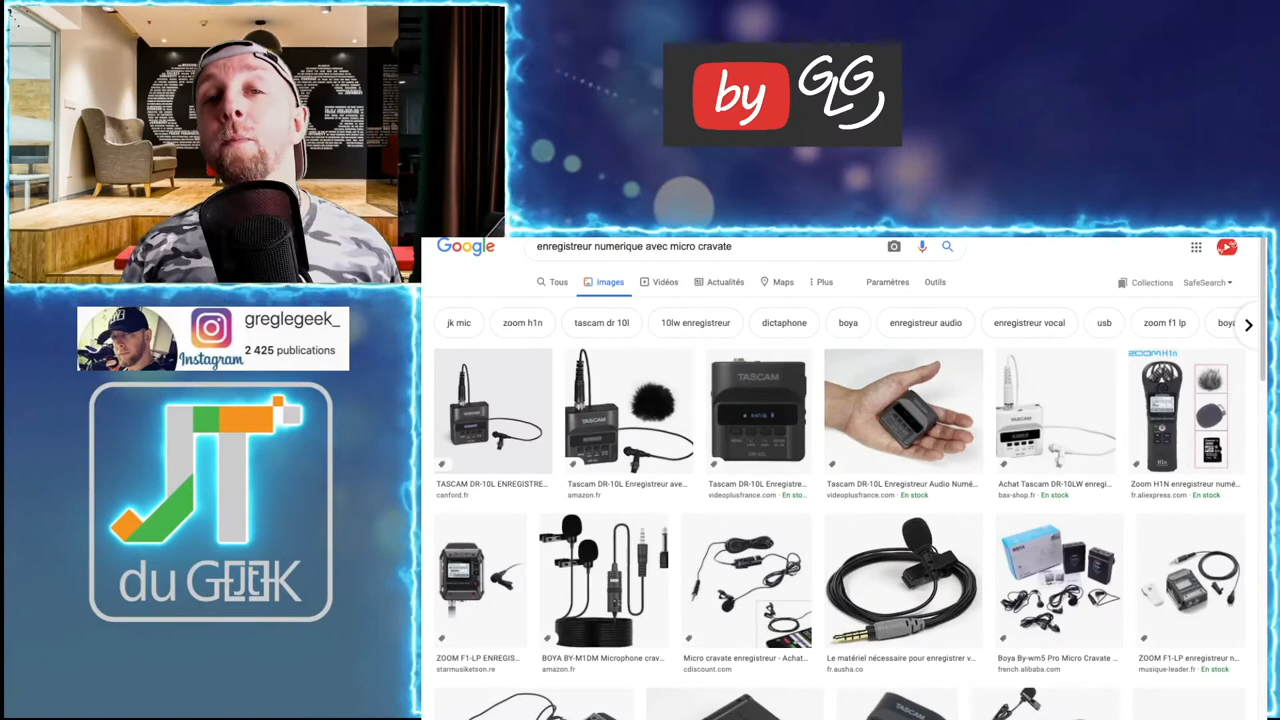 by GLG
Google
enregistreur numerique avec micro cravate
Tous Images Vidéos Actualités Maps Plus Paramètres Outils Collections SafeSearch
jk mic zoom h1n tascam dr 10l 10lw enregistreur dictaphone boya enregistreur audio enregistreur vocal usb zoom f1 lp boya
greglegeek_
2 425 publications
Instagram
JT
du GEEK
TASCAM
TASCAM
ZOOM H1n
H1n
TASCAM DR-10L ENREGISTRE...
canford.fr
Tascam DR-10L Enregistreur ave...
amazon.fr
Tascam DR-10L Enregistre...
videoplusfrance.com · En sto...
Tascam DR-10L Enregistreur Audio Numé...
videoplusfrance.com · En stock
Achat Tascam DR-10LW enregi...
bax-shop.fr · En stock
Zoom H1N enregistreur numé...
fr.aliexpress.com · En stock
ZOOM F1-LP ENREGIS...
starmusiketson.re
BOYA BY-M1DM Microphone crav...
amazon.fr
Micro cravate enregistreur - Achat...
cdiscount.com
Le matériel nécessaire pour enregistrer v...
fr.ausha.co
Boya By-wm5 Pro Micro Cravate ...
french.alibaba.com
ZOOM F1-LP enregistreur n...
musique-leader.fr · En stock
TASCAM